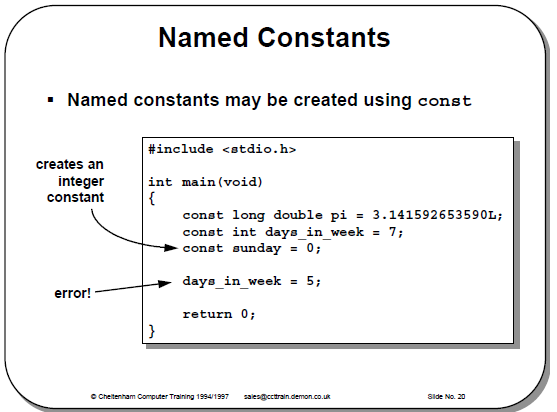 Named Constants
▪ Named constants may be created using const
creates an
integer
constant
#include <stdio.h>
int main(void)
{
const long double pi = 3.141592653590L;
const int days_in_week = 7;
const sunday = 0;
error!
days_in_week = 5;
return 0;
}
© Cheltenham Computer Training 1994/1997 sales@ccttrain.demon.co.uk Slide No. 20